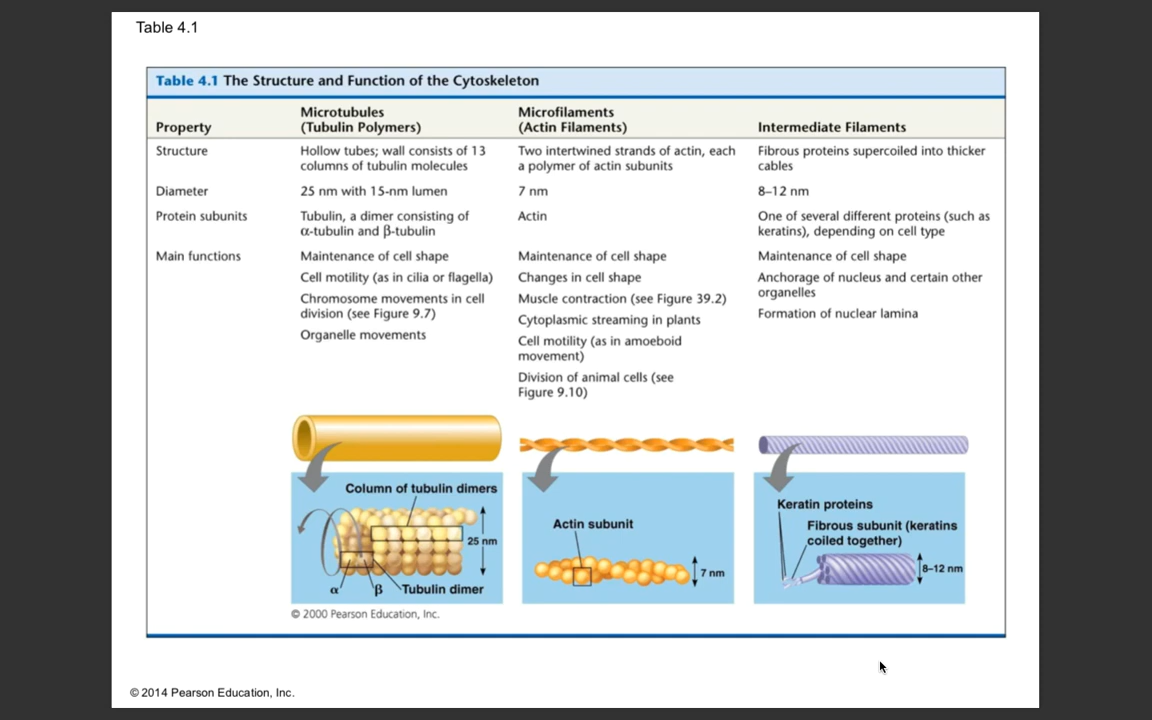 Table 4.1
Table 4.1 The Structure and Function of the Cytoskeleton
Property
Microtubules
(Tubulin Polymers)
Microfilaments
(Actin Filaments)
Intermediate Filaments
Structure
Hollow tubes; wall consists of 13
columns of tubulin molecules
Two intertwined strands of actin, each
a polymer of actin subunits
Fibrous proteins supercoiled into thicker
cables
Diameter
25 nm with 15-nm lumen
7 nm
8–12 nm
Protein subunits
Tubulin, a dimer consisting of
α-tubulin and β-tubulin
Actin
One of several different proteins (such as
keratins), depending on cell type
Main functions
Maintenance of cell shape
Cell motility (as in cilia or flagella)
Chromosome movements in cell
division (see Figure 9.7)
Organelle movements
Maintenance of cell shape
Changes in cell shape
Muscle contraction (see Figure 39.2)
Cytoplasmic streaming in plants
Cell motility (as in amoeboid
movement)
Division of animal cells (see
Figure 9.10)
Maintenance of cell shape
Anchorage of nucleus and certain other
organelles
Formation of nuclear lamina
Column of tubulin dimers
25 nm
α
β
Tubulin dimer
Actin subunit
7 nm
Keratin proteins
Fibrous subunit (keratins
coiled together)
8–12 nm
© 2000 Pearson Education, Inc.
© 2014 Pearson Education, Inc.